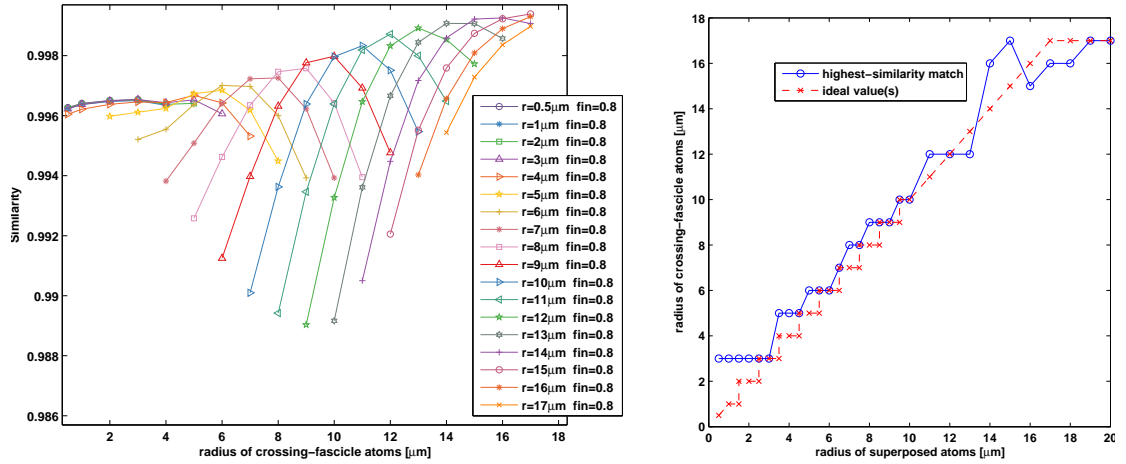 0.998
0.996
0.994
0.992
0.99
0.988
0.986
Similarity
2 4 6 8 10 12 14 16 18
radius of crossing−fascicle atoms [μm]
r=0.5μm fin=0.8
r=1μm fin=0.8
r=2μm fin=0.8
r=3μm fin=0.8
r=4μm fin=0.8
r=5μm fin=0.8
r=6μm fin=0.8
r=7μm fin=0.8
r=8μm fin=0.8
r=9μm fin=0.8
r=10μm fin=0.8
r=11μm fin=0.8
r=12μm fin=0.8
r=13μm fin=0.8
r=14μm fin=0.8
r=15μm fin=0.8
r=16μm fin=0.8
r=17μm fin=0.8
18
16
14
12
10
8
6
4
2
0
radius of crossing−fascicle atoms [μm]
highest−similarity match
ideal value(s)
0 2 4 6 8 10 12 14 16 18 20
radius of superposed atoms [μm]